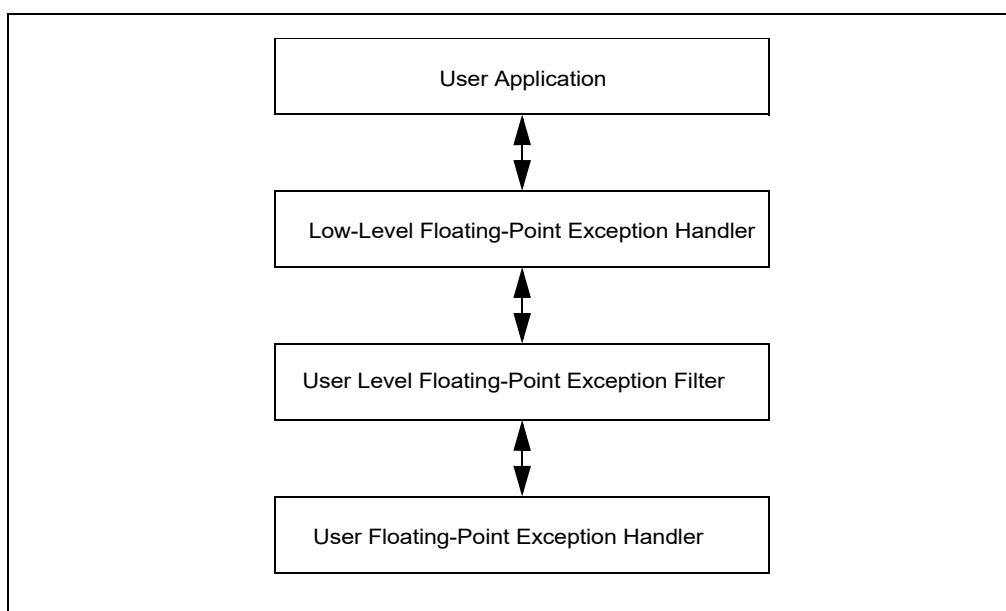 User Application
Low-Level Floating-Point Exception Handler
User Level Floating-Point Exception Filter
User Floating-Point Exception Handler